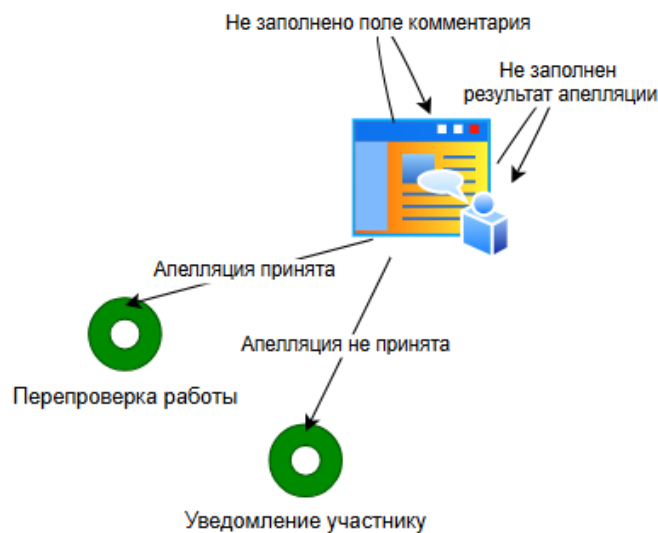 Не заполнено поле комментария
Не заполнен
результат апелляции
Апелляция принята
Апелляция не принята
Перепроверка работы
Уведомление участнику